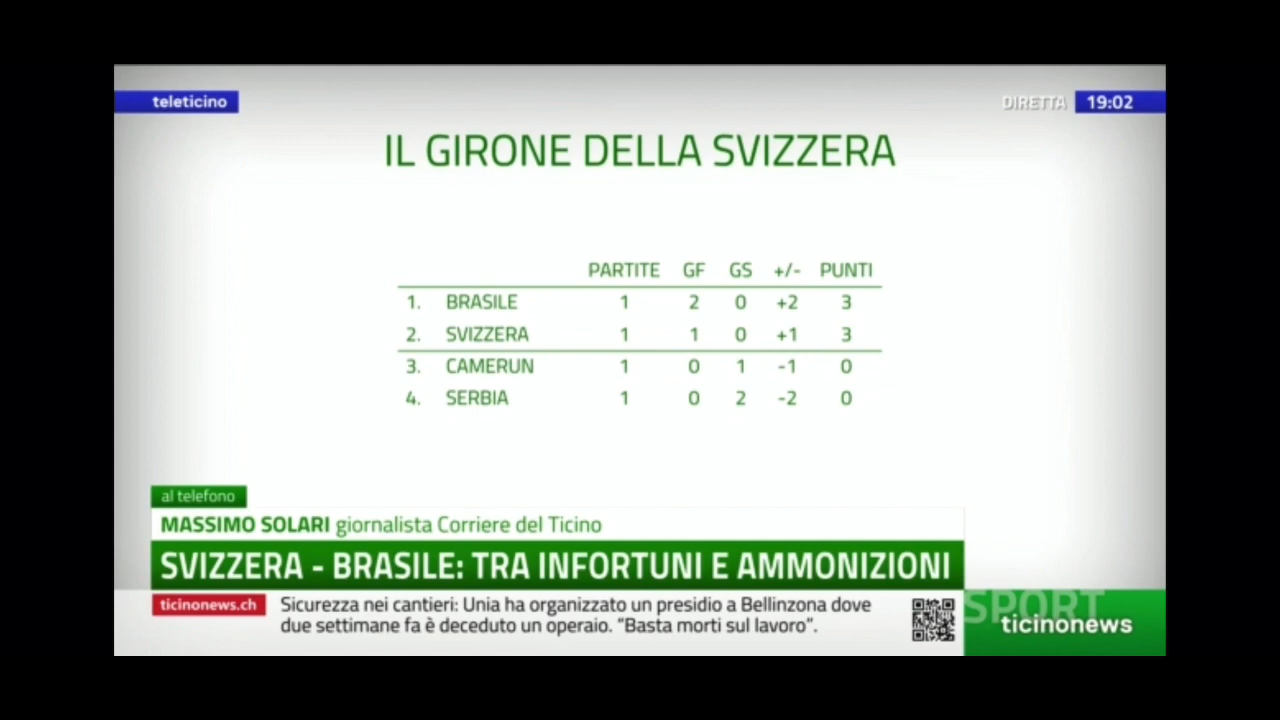 teleticino
DIRETTA 19:02
IL GIRONE DELLA SVIZZERA
PARTITE GF GS +/- PUNTI
1. BRASILE 1 2 0 +2 3
2. SVIZZERA 1 1 0 +1 3
3. CAMERUN 1 0 1 -1 0
4. SERBIA 1 0 2 -2 0
al telefono
MASSIMO SOLARI giornalista Corriere del Ticino
SVIZZERA - BRASILE: TRA INFORTUNI E AMMONIZIONI
ticinonews.ch
Sicurezza nei cantieri: Unia ha organizzato un presidio a Bellinzona dove
due settimane fa è deceduto un operaio. "Basta morti sul lavoro".
SPORT
ticinonews